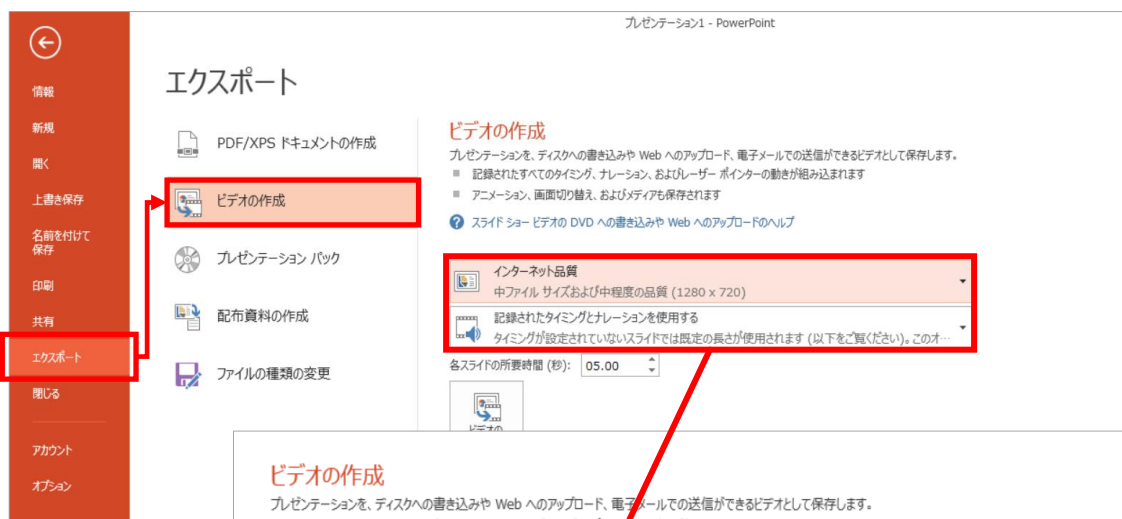 プレゼンテーション1 - PowerPoint
情報
新規
開く
上書き保存
名前を付けて
保存
印刷
共有
エクスポート
閉じる
アカウント
オプション
エクスポート
PDF/XPS ドキュメントの作成
ビデオの作成
プレゼンテーション パック
配布資料の作成
ファイルの種類の変更
ビデオの作成
プレゼンテーションを、ディスクへの書き込みや Web へのアップロード、電子メールでの送信ができるビデオとして保存します。
記録されたすべてのタイミング、ナレーション、およびレーザー ポインターの動きが組み込まれます
アニメーション、画面切り替え、およびメディアも保存されます
スライド ショー ビデオの DVD への書き込みや Web へのアップロードのヘルプ
インターネット品質
中ファイル サイズおよび中程度の品質 (1280 x 720)
記録されたタイミングとナレーションを使用する
タイミングが設定されていないスライドでは既定の長さが使用されます (以下をご覧ください)。このオ…
各スライドの所要時間 (秒): 05.00
ビデオの
ビデオの作成
プレゼンテーションを、ディスクへの書き込みや Web へのアップロード、電子メールでの送信ができるビデオとして保存します。